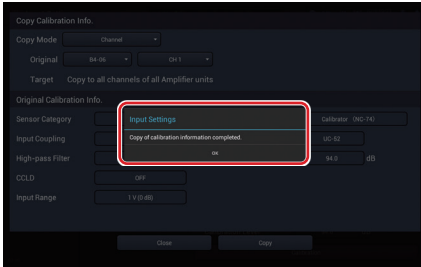 Copy Calibration Info.
Copy Mode Channel
Original B4-06 CH 1
Target Copy to all channels of all Amplifier units
Original Calibration Info.
Sensor Category Calibrator (NC-74)
Input Settings
Copy of calibration information completed.
OK
Input Coupling UC-52
High-pass Filter 94.0 dB
CCLD OFF
Input Range 1 V (0 dB)
Close Copy